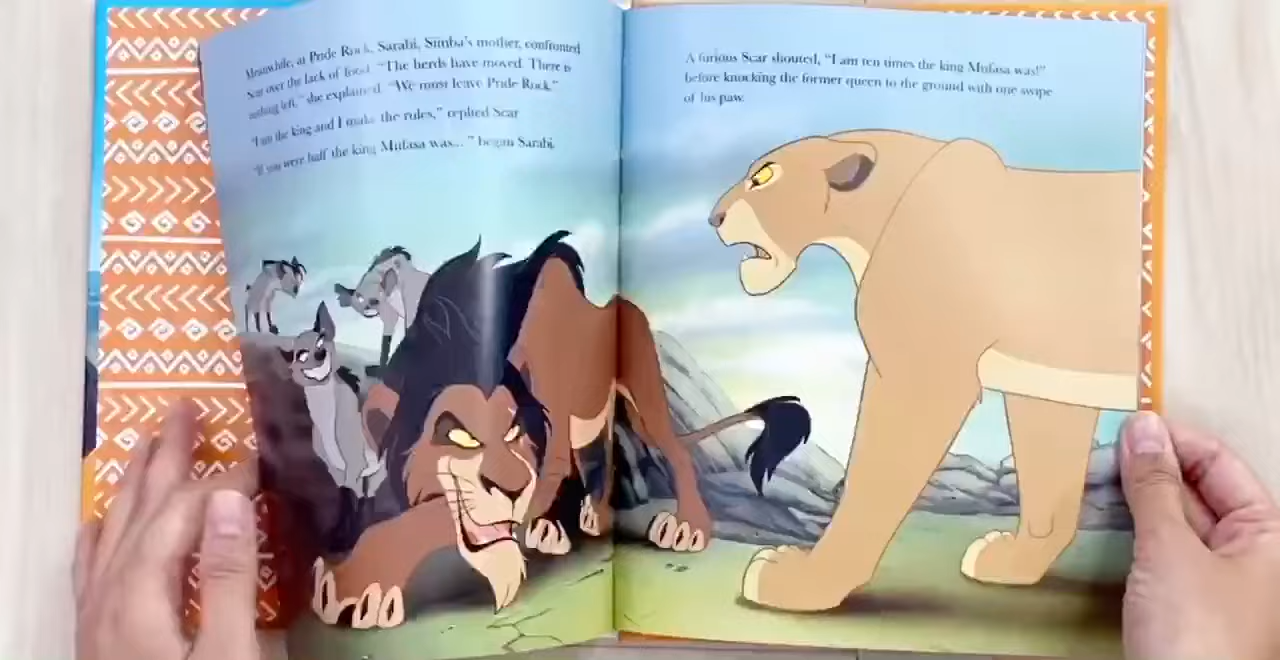 Meanwhile, at Pride Rock, Sarabi, Simba's mother, confronted
Scar over the lack of food. "The herds have moved. There is
nothing left," she explained. "We must leave Pride Rock."
"I am the king and I make the rules," replied Scar
"If you were half the king Mufasa was... " began Sarabi.
A furious Scar shouted, "I am ten times the king Mufasa was!"
before knocking the former queen to the ground with one swipe
of his paw.